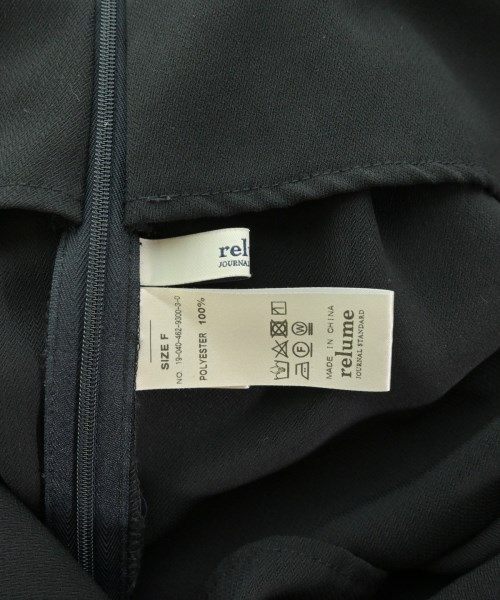 relu
JOURNAL
SIZE F
NO. 19-040-462-9000-3-0
POLYESTER 100%
F W
MADE IN CHINA
relume
JOURNAL STANDARD